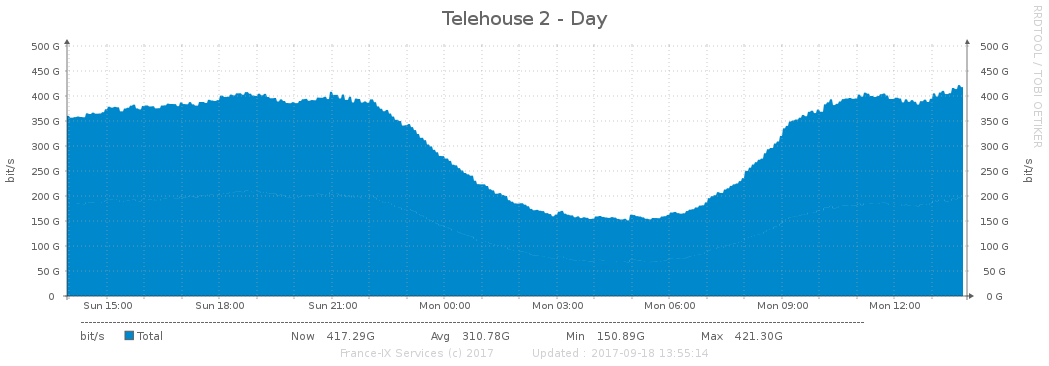 Telehouse 2 - Day
RRDTOOL / TOBI OETIKER
500 G 500 G
450 G 450 G
400 G 400 G
350 G 350 G
300 G 300 G
250 G 250 G
200 G 200 G
150 G 150 G
100 G 100 G
50 G 50 G
0 0 G
bit/s bit/s
Sun 15:00 Sun 18:00 Sun 21:00 Mon 00:00 Mon 03:00 Mon 06:00 Mon 09:00 Mon 12:00
bit/s Total Now 417.29G Avg 310.78G Min 150.89G Max 421.30G
France-IX Services (c) 2017 Updated : 2017-09-18 13:55:14